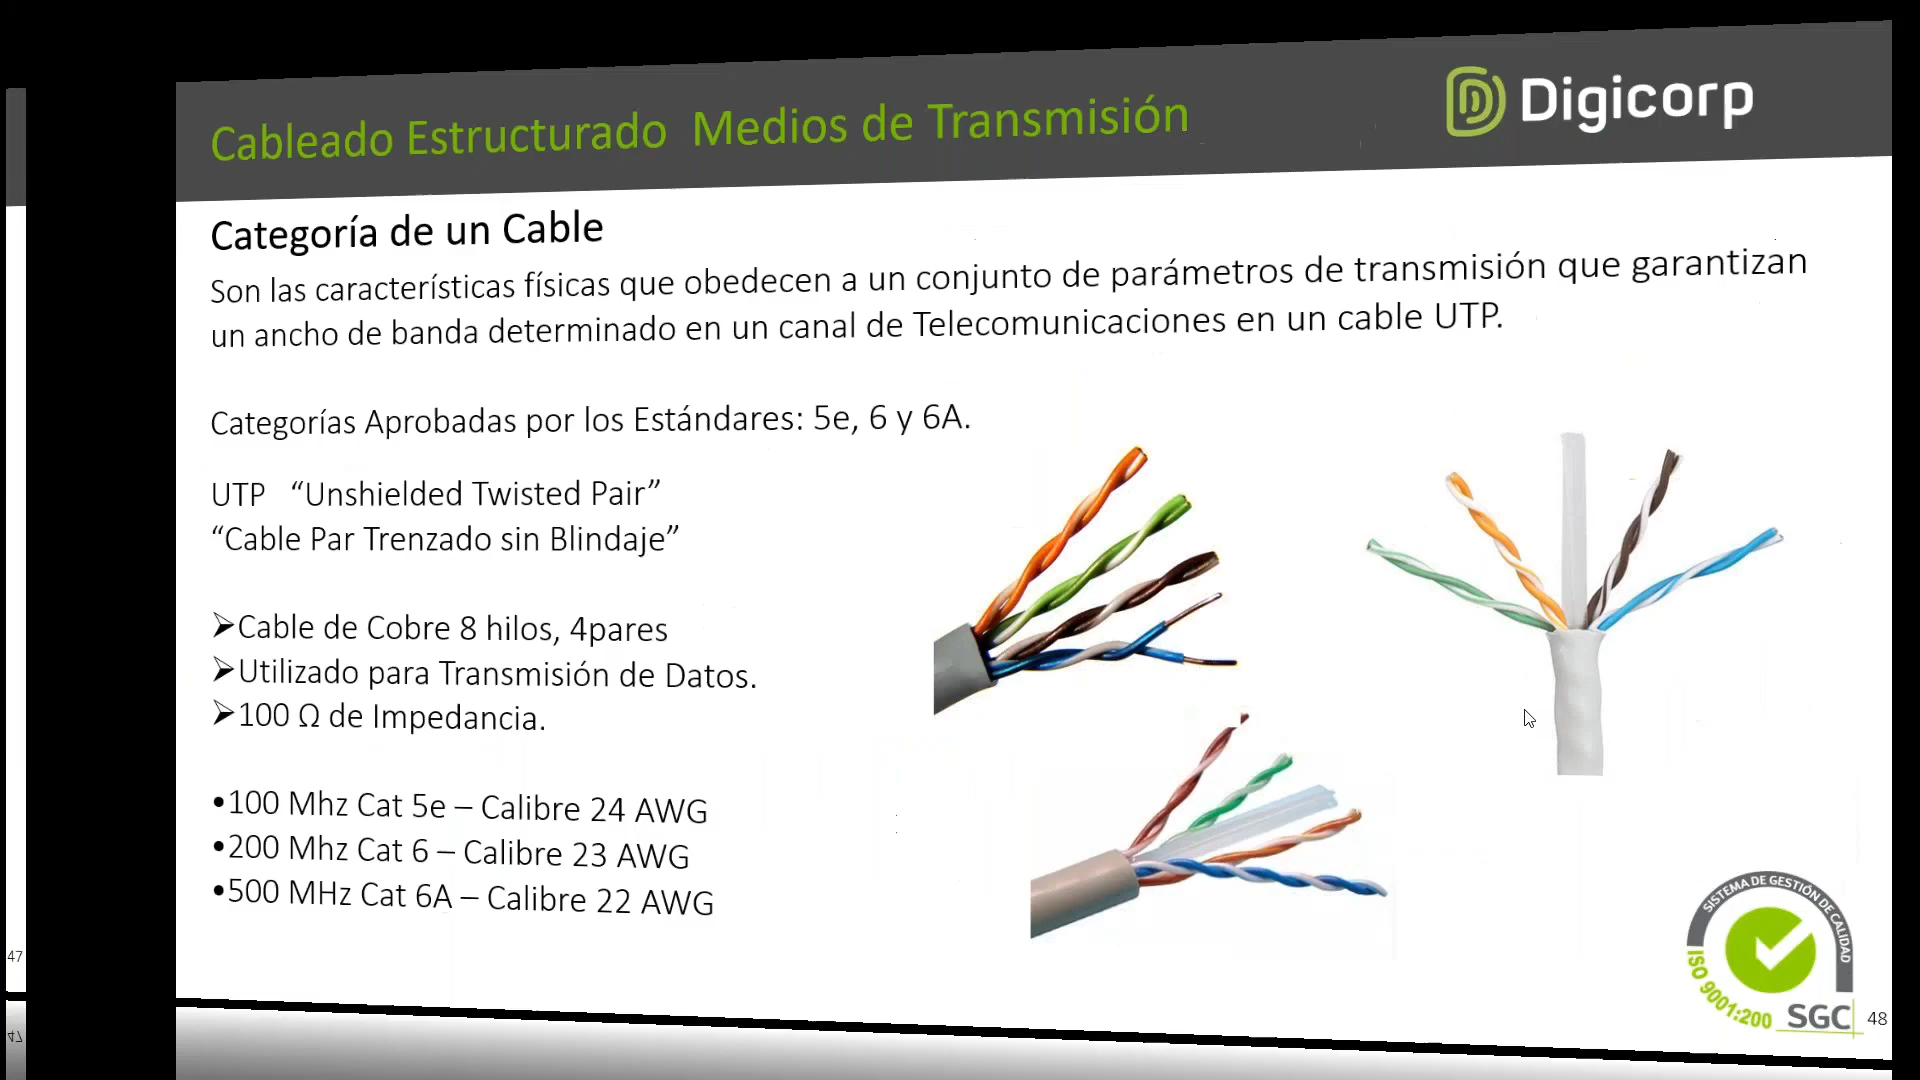 Cableado Estructurado  Medios de Transmisión
Digicorp
Categoría de un Cable
Son las características físicas que obedecen a un conjunto de parámetros de transmisión que garantizan
un ancho de banda determinado en un canal de Telecomunicaciones en un cable UTP.
Categorías Aprobadas por los Estándares: 5e, 6 y 6A.
UTP   “Unshielded Twisted Pair”
“Cable Par Trenzado sin Blindaje”
➢Cable de Cobre 8 hilos, 4pares
➢Utilizado para Transmisión de Datos.
➢100 Ω de Impedancia.
•100 Mhz Cat 5e – Calibre 24 AWG
•200 Mhz Cat 6 – Calibre 23 AWG
•500 MHz Cat 6A – Calibre 22 AWG
SISTEMA DE GESTIÓN DE CALIDAD
ISO 9001:200
SGC
48
47
47